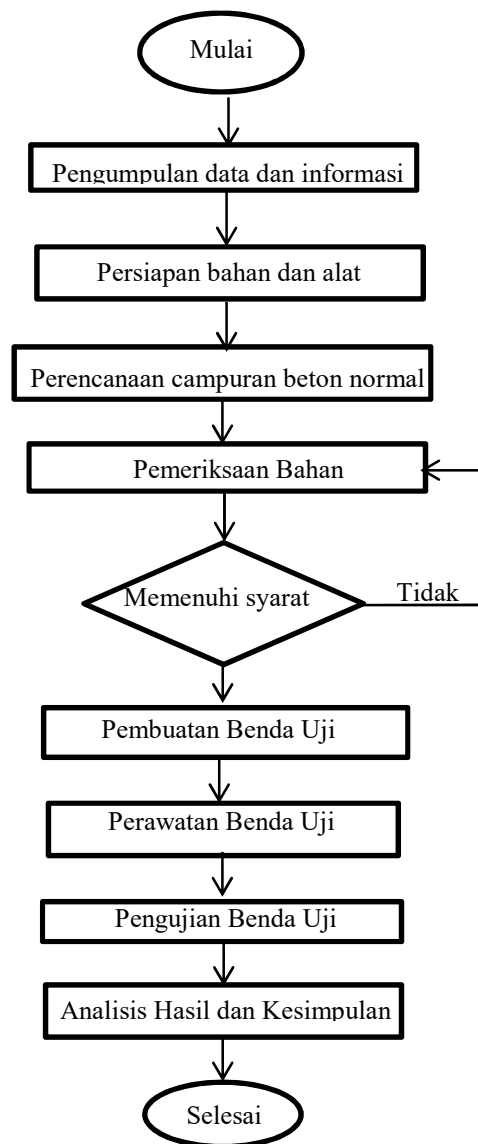 Mulai
Pengumpulan data dan informasi
Persiapan bahan dan alat
Perencanaan campuran beton normal
Pemeriksaan Bahan
Memenuhi syarat
Tidak
Pembuatan Benda Uji
Perawatan Benda Uji
Pengujian Benda Uji
Analisis Hasil dan Kesimpulan
Selesai